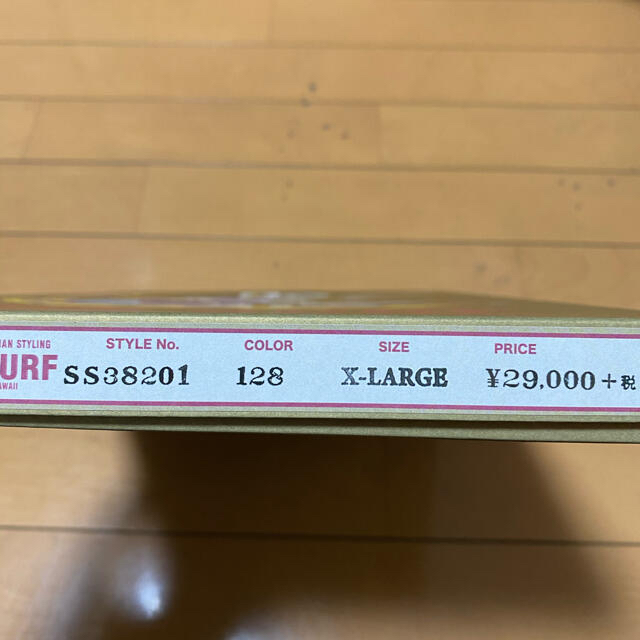 IAN STYLING
URF
AWAII
STYLE No. COLOR SIZE PRICE
SS38201 128 X-LARGE ¥29,000+税